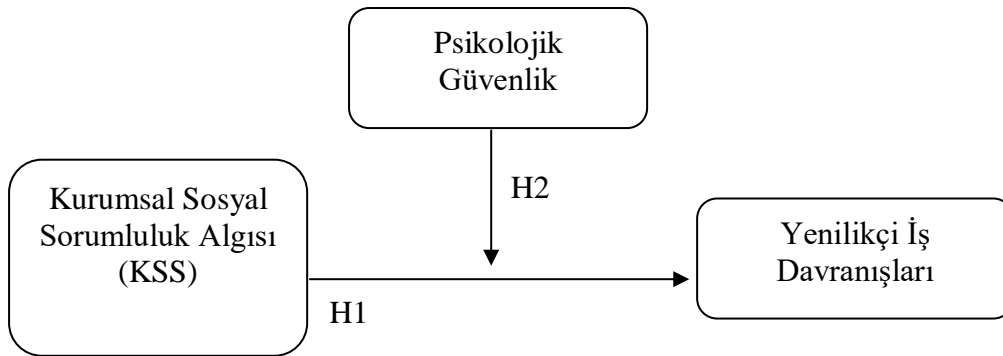 Psikolojik
Güvenlik
H2
Kurumsal Sosyal
Sorumluluk Algısı
(KSS)
Yenilikçi İş
Davranışları
H1